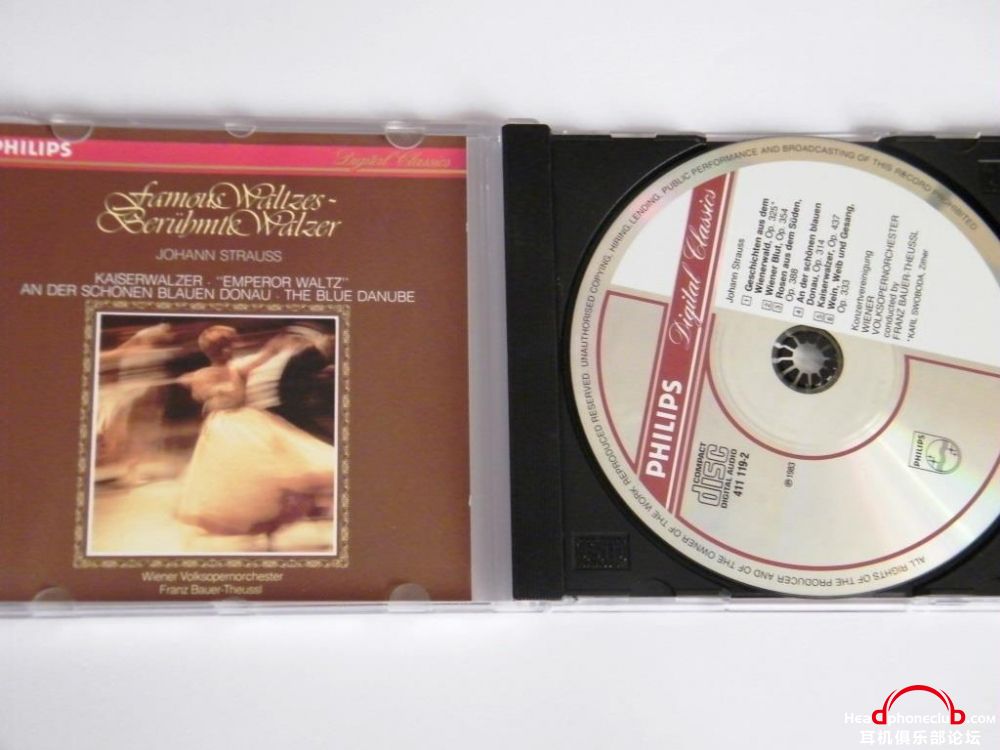 PHILIPS
Digital Classics
Famous Waltzes -
Berühmte Walzer
JOHANN STRAUSS
KAISERWALZER · "EMPEROR WALTZ"
AN DER SCHÖNEN BLAUEN DONAU · THE BLUE DANUBE
Wiener Volksopernorchester
Franz Bauer-Theussl
ALL RIGHTS OF THE PRODUCER AND OF THE OWNER OF THE WORK REPRODUCED RESERVED. UNAUTHORISED COPYING, HIRING, LENDING, PUBLIC PERFORMANCE AND BROADCASTING OF THIS RECORD PROHIBITED
PHILIPS
Digital Classics
Johann Strauss
1 Geschichten aus dem
Wienerwald, Op. 325*
2 Wiener Blut, Op. 354
3 Rosen aus dem Süden,
Op. 388
4 An der schönen blauen
Donau, Op. 314
5 Kaiserwalzer, Op. 437
6 Wein, Weib und Gesang,
Op. 333
Konzertvereinigung
WIENER
VOLKSOPERNORCHESTER
conducted by
FRANZ BAUER-THEUSSL
*KARL SWOBODA, Zither
COMPACT
disc
DIGITAL AUDIO
411 119-2
℗1983
PHILIPS
Headphoneclub.com
耳机俱乐部论坛